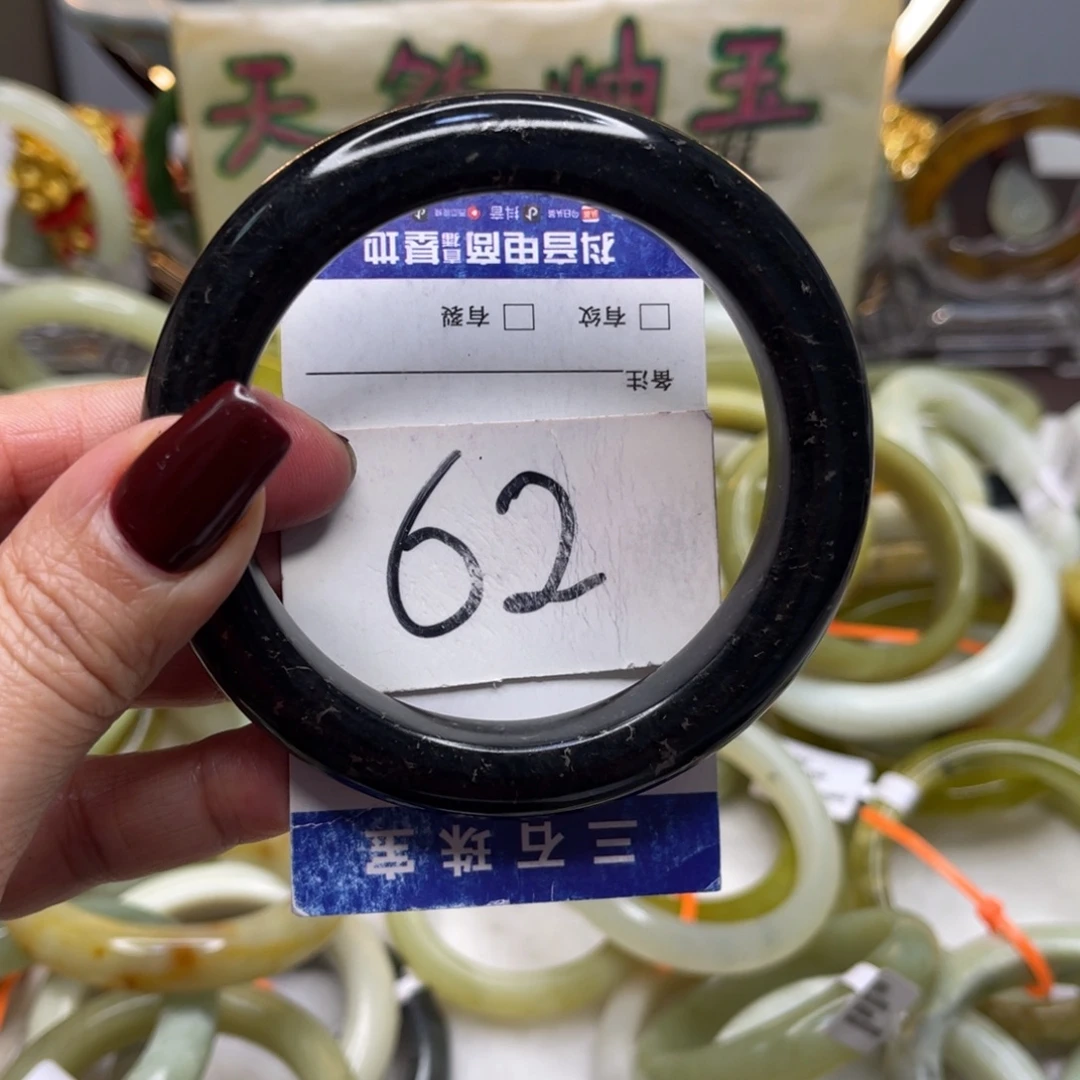 天然岫玉
抖音电商直播基地
有纹 有裂
备注
62
三石珠宝